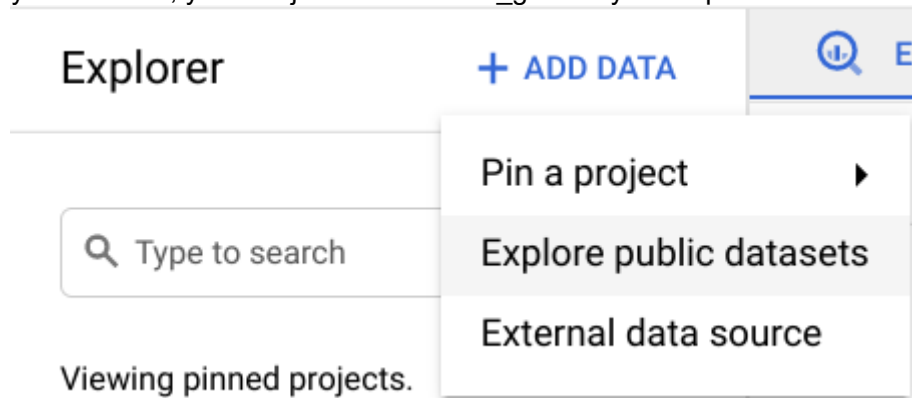 Explorer
+ ADD DATA
E
Pin a project
Type to search
Explore public datasets
External data source
Viewing pinned projects.